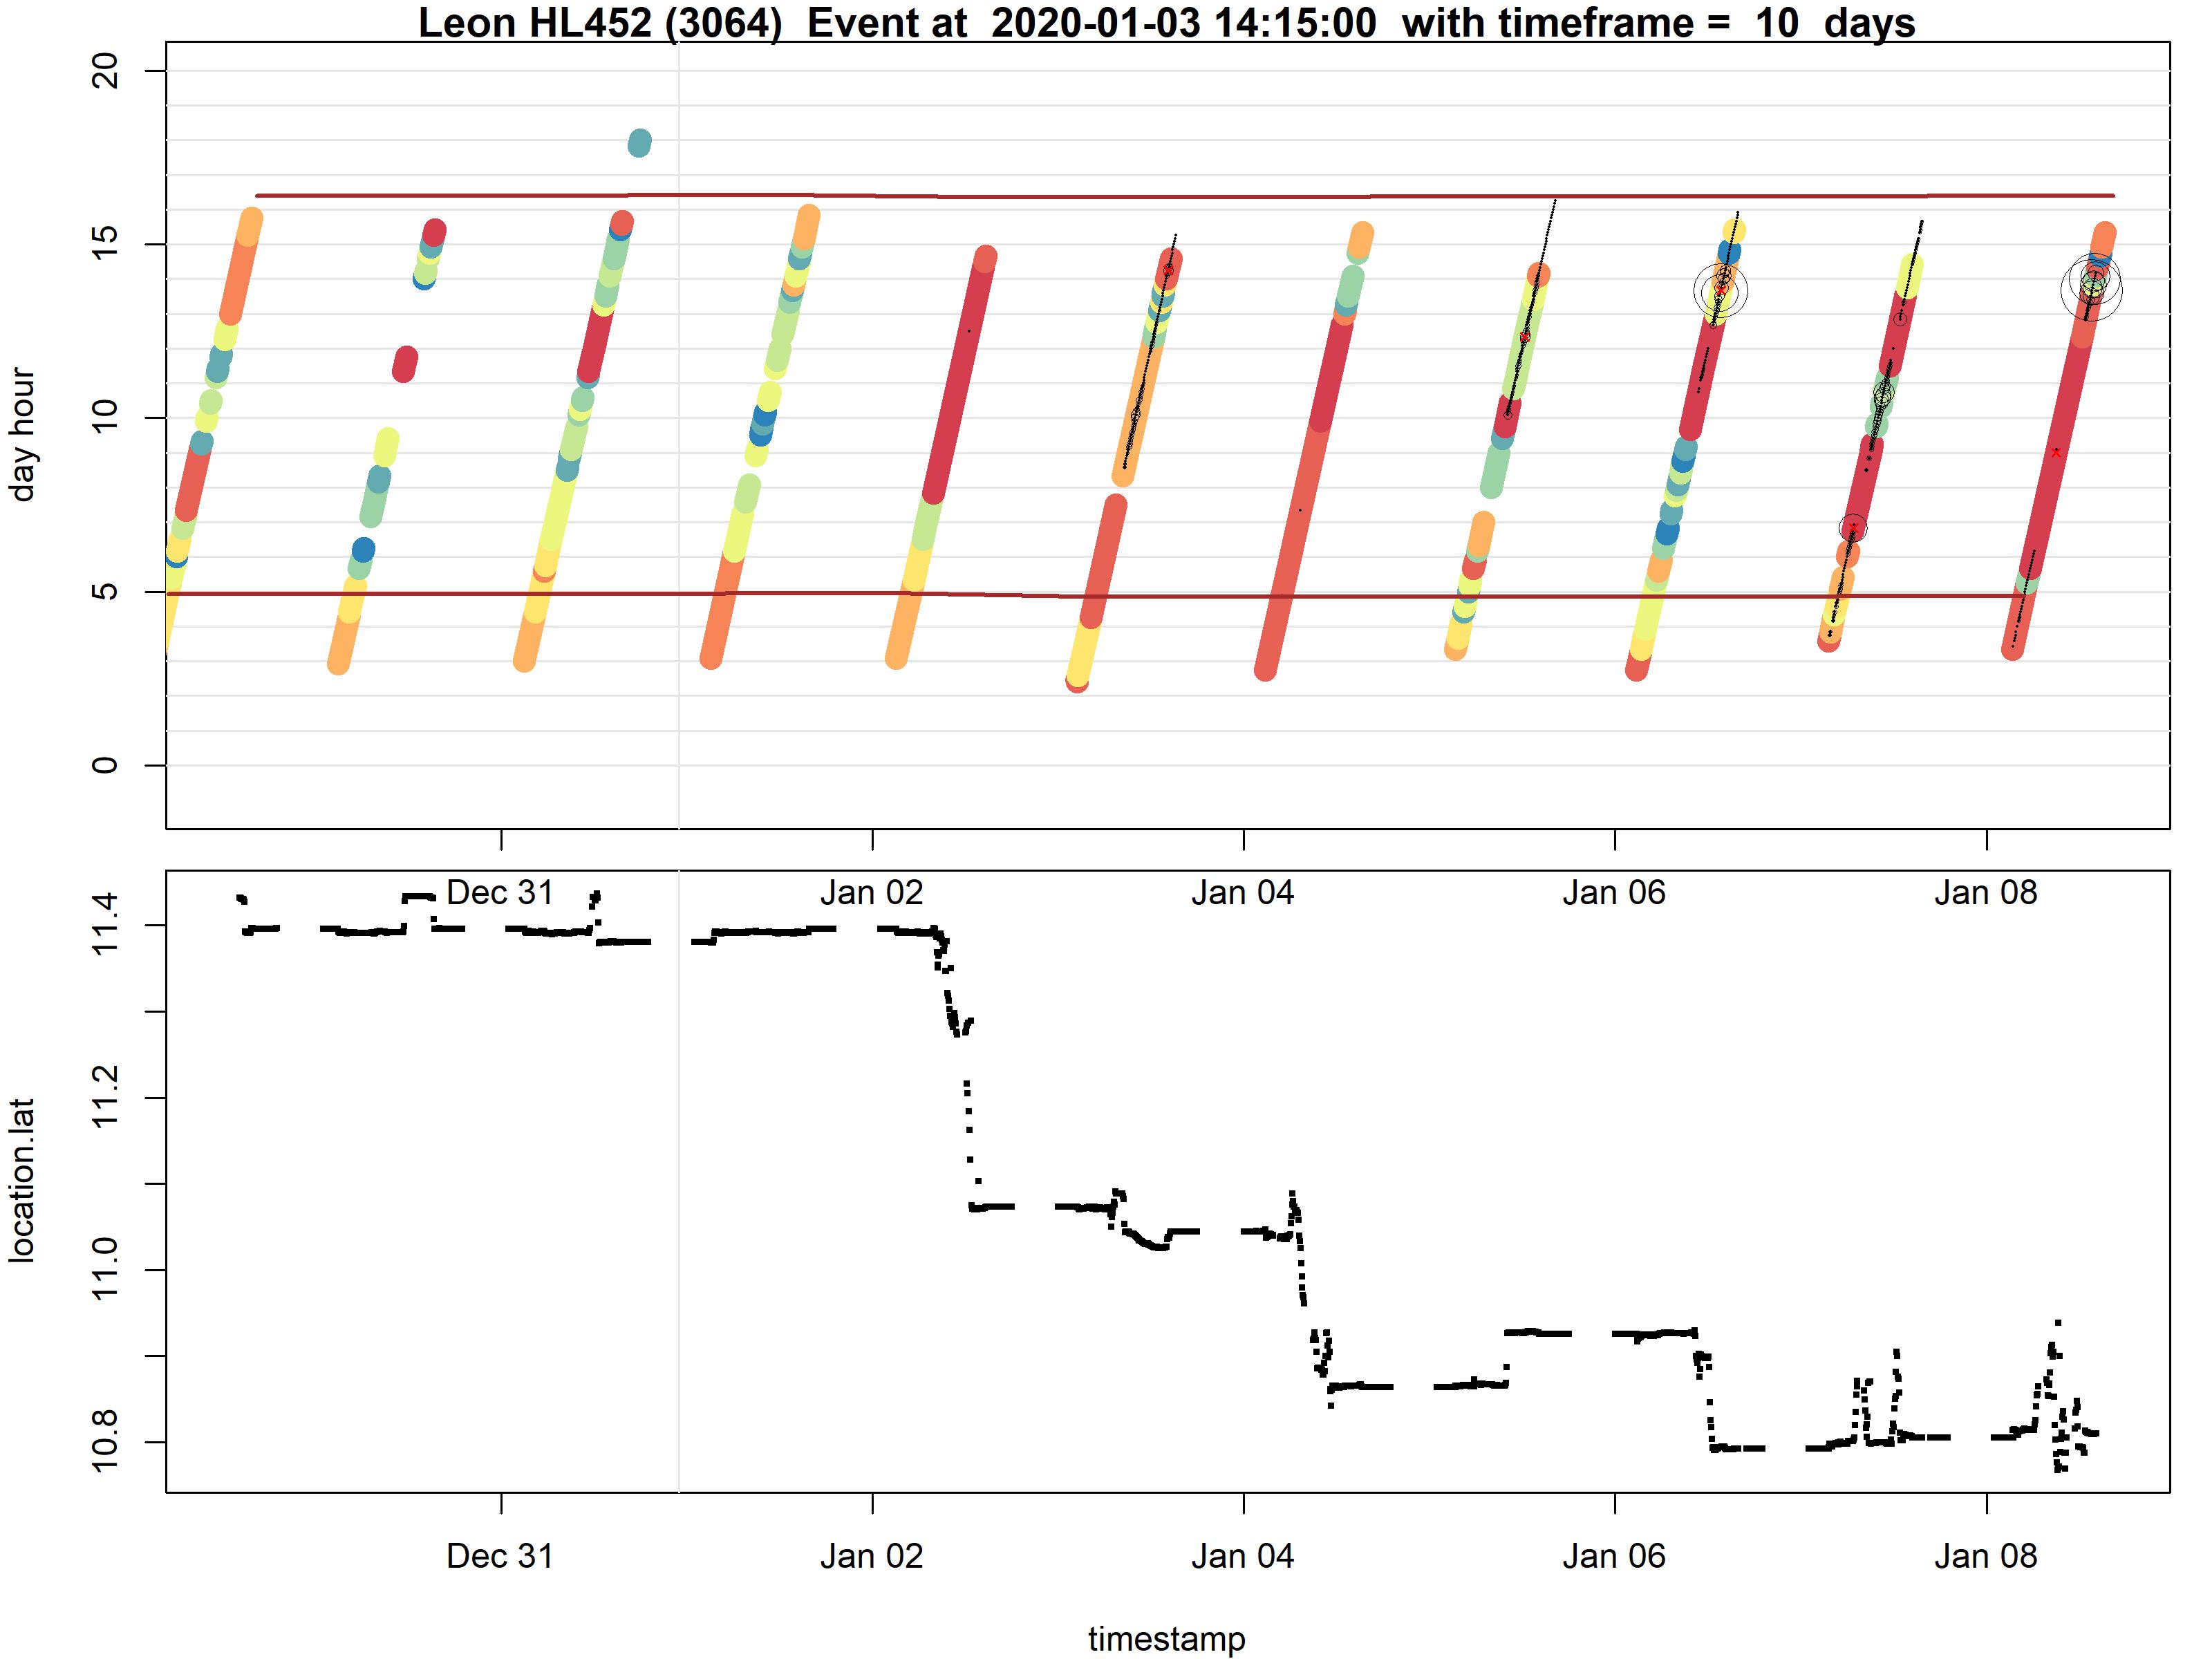 Leon HL452 (3064) Event at 2020-01-03 14:15:00 with timeframe = 10 days
20
15
10
5
0
day hour
Dec 31 Jan 02 Jan 04 Jan 06 Jan 08
11.4
11.2
11.0
10.8
location.lat
Dec 31 Jan 02 Jan 04 Jan 06 Jan 08
timestamp